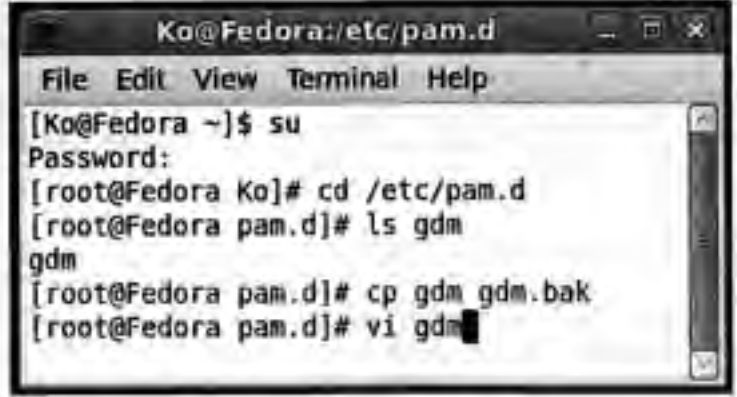 Ko@Fedora:/etc/pam.d
File Edit View Terminal Help
[Ko@Fedora ~]$ su
Password:
[root@Fedora Ko]# cd /etc/pam.d
[root@Fedora pam.d]# ls gdm
gdm
[root@Fedora pam.d]# cp gdm gdm.bak
[root@Fedora pam.d]# vi gdm